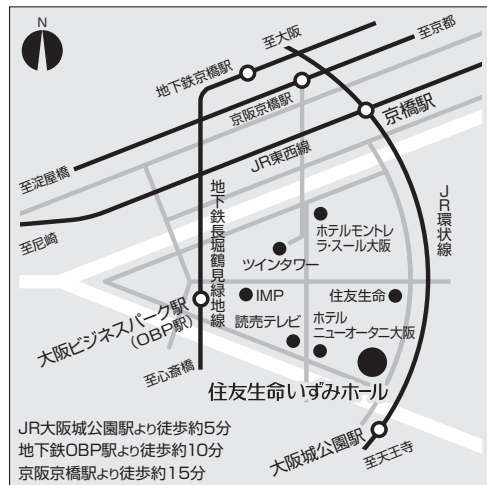 N
至大阪
至京都
地下鉄京橋駅
京阪京橋駅
京橋駅
至淀屋橋
JR東西線
至尼崎
地下鉄長堀鶴見緑地線
JR環状線
ホテルモントレ
ラ・スール大阪
ツインタワー
IMP
住友生命
大阪ビジネスパーク駅
(OBP駅)
読売テレビ
ホテル
ニューオータニ大阪
至心斎橋
住友生命いずみホール
大阪城公園駅
至天王寺
JR大阪城公園駅より徒歩約5分
地下鉄OBP駅より徒歩約10分
京阪京橋駅より徒歩約15分